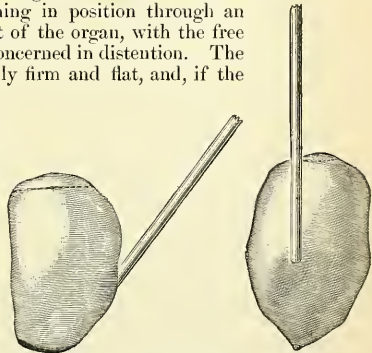 ning in position through an
t of the organ, with the free
oncerned in distention. The
ly firm and flat, and, if the